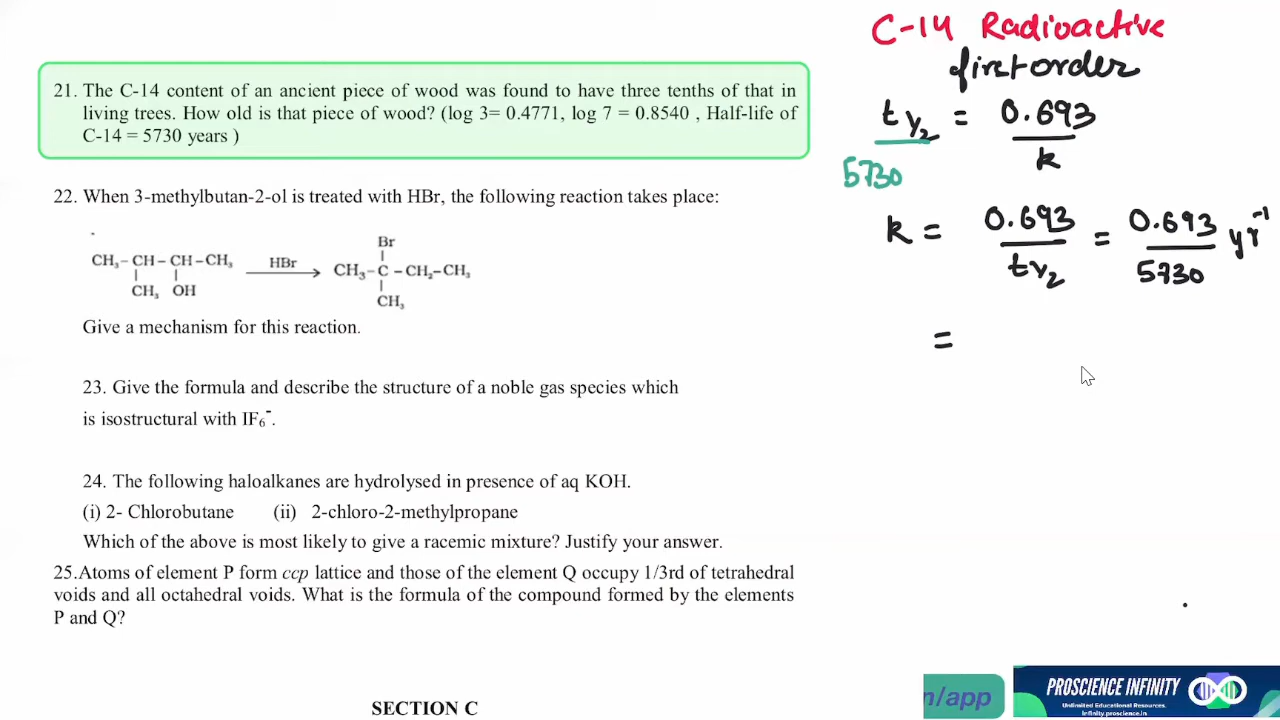 21. The C-14 content of an ancient piece of wood was found to have three tenths of that in
living trees. How old is that piece of wood? (log 3= 0.4771, log 7 = 0.8540 , Half-life of
C-14 = 5730 years )
22. When 3-methylbutan-2-ol is treated with HBr, the following reaction takes place:
CH₃ – CH – CH – CH₃
CH₃ OH
HBr
Br
CH₃ – C – CH₂ – CH₃
CH₃
Give a mechanism for this reaction.
23. Give the formula and describe the structure of a noble gas species which
is isostructural with IF₆⁻.
24. The following haloalkanes are hydrolysed in presence of aq KOH.
(i) 2- Chlorobutane (ii) 2-chloro-2-methylpropane
Which of the above is most likely to give a racemic mixture? Justify your answer.
25.Atoms of element P form ccp lattice and those of the element Q occupy 1/3rd of tetrahedral
voids and all octahedral voids. What is the formula of the compound formed by the elements
P and Q?
SECTION C
C-14 Radioactive
first order
t½ = 0.693 / k
5730
k = 0.693 / t½ = 0.693 / 5730 yr⁻¹
=
n/app
PROSCIENCE INFINITY
Unlimited Educational Resources.
infinity.proscience.in